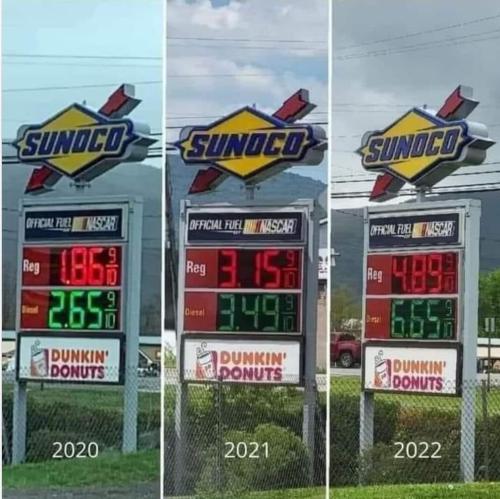 SUNOCO
OFFICIAL FUEL NASCAR
Reg 1.86 9/10
Diesel 2.65 9/10
DUNKIN'
DONUTS
2020
SUNOCO
OFFICIAL FUEL NASCAR
Reg 3.15 9/10
Diesel 3.49 9/10
DUNKIN'
DONUTS
2021
SUNOCO
OFFICIAL FUEL NASCAR
Reg 4.89 9/10
Diesel 6.65 9/10
DUNKIN'
DONUTS
2022